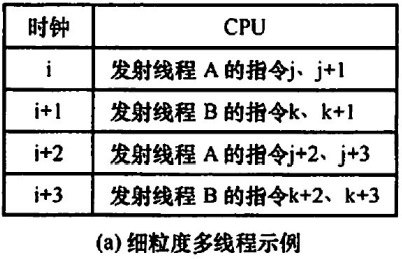 时钟 CPU
i 发射线程 A 的指令j、j+1
i+1 发射线程 B 的指令k、k+1
i+2 发射线程 A 的指令j+2、j+3
i+3 发射线程 B 的指令k+2、k+3
(a) 细粒度多线程示例